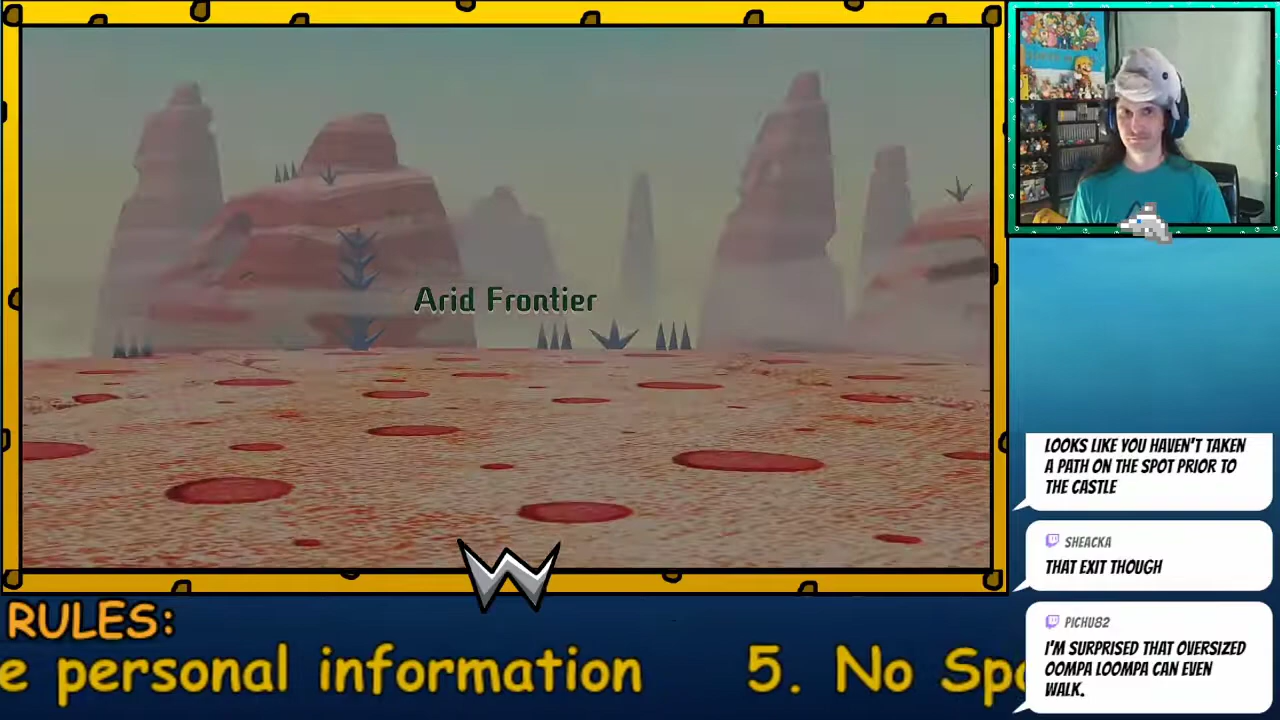 Arid Frontier
LOOKS LIKE YOU HAVEN'T TAKEN
A PATH ON THE SPOT PRIOR TO
THE CASTLE
SHEACKA
THAT EXIT THOUGH
PICHU82
I'M SURPRISED THAT OVERSIZED
OOMPA LOOMPA CAN EVEN
WALK.
RULES:
e personal information 5. No Spo